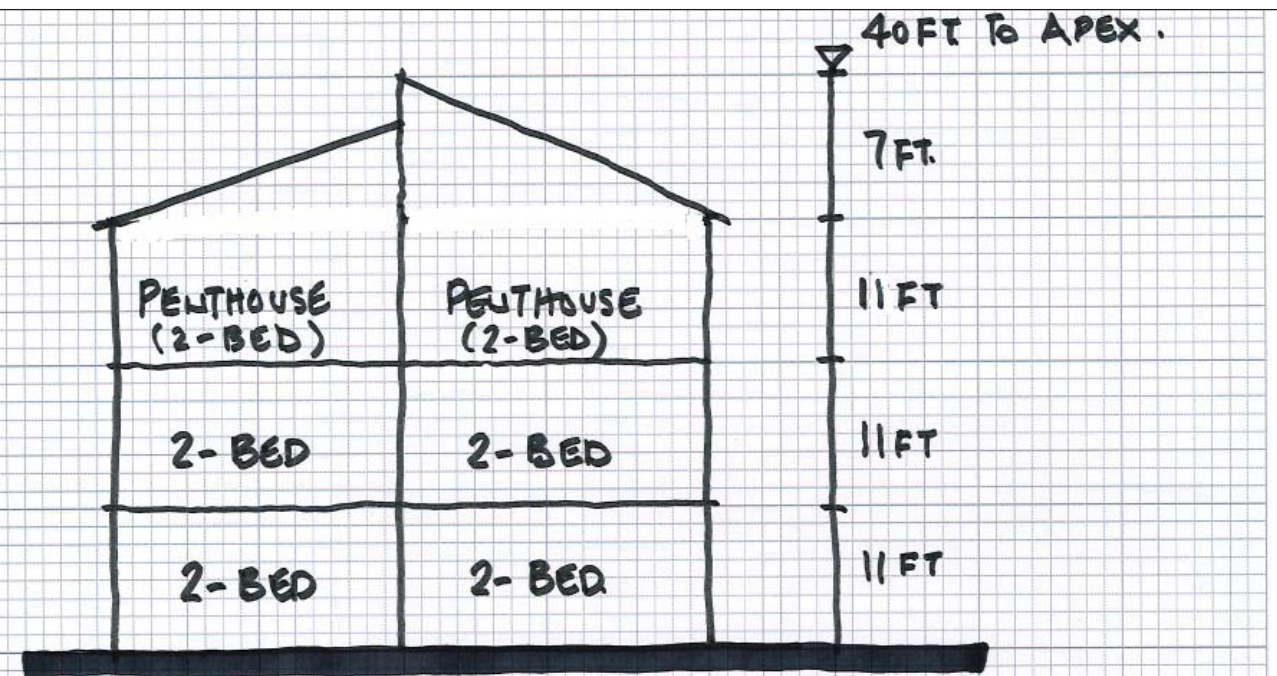 40FT TO APEX.
7FT.
PENTHOUSE
(2-BED)
PENTHOUSE
(2-BED)
11FT
2-BED
2-BED
11FT
2-BED
2-BED
11FT